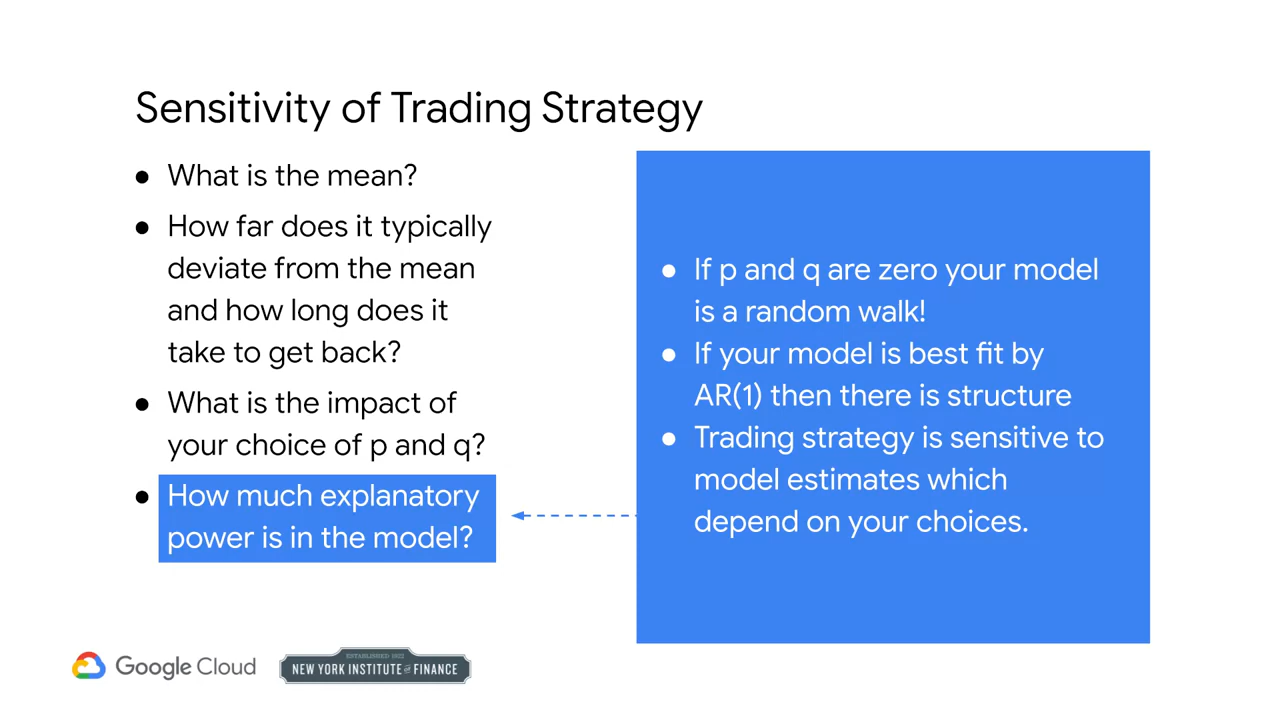 Sensitivity of Trading Strategy
● What is the mean?
● How far does it typically
deviate from the mean
and how long does it
take to get back?
● What is the impact of
your choice of p and q?
● How much explanatory
power is in the model?
● If p and q are zero your model
is a random walk!
● If your model is best fit by
AR(1) then there is structure
● Trading strategy is sensitive to
model estimates which
depend on your choices.
Google Cloud
ESTABLISHED 1922
NEW YORK INSTITUTE OF FINANCE